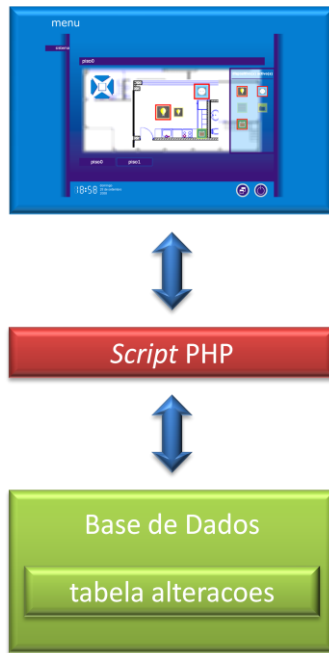 menu
piso0
piso0 piso1
18:58
Script PHP
Base de Dados
tabela alteracoes